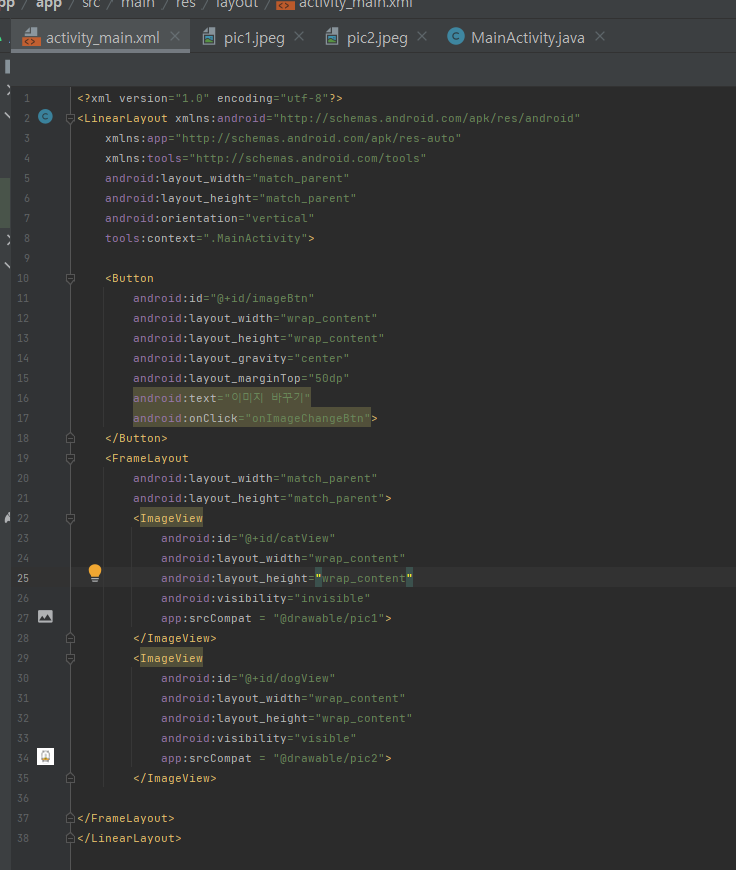 app / src / main / res / layout / activity_main.xml
activity_main.xml pic1.jpeg pic2.jpeg MainActivity.java
1 <?xml version="1.0" encoding="utf-8"?>
2 <LinearLayout xmlns:android="http://schemas.android.com/apk/res/android"
3 xmlns:app="http://schemas.android.com/apk/res-auto"
4 xmlns:tools="http://schemas.android.com/tools"
5 android:layout_width="match_parent"
6 android:layout_height="match_parent"
7 android:orientation="vertical"
8 tools:context=".MainActivity">
9
10 <Button
11 android:id="@+id/imageBtn"
12 android:layout_width="wrap_content"
13 android:layout_height="wrap_content"
14 android:layout_gravity="center"
15 android:layout_marginTop="50dp"
16 android:text="이미지 바꾸기"
17 android:onClick="onImageChangeBtn">
18 </Button>
19 <FrameLayout
20 android:layout_width="match_parent"
21 android:layout_height="match_parent">
22 <ImageView
23 android:id="@+id/catView"
24 android:layout_width="wrap_content"
25 android:layout_height="wrap_content"
26 android:visibility="invisible"
27 app:srcCompat = "@drawable/pic1">
28 </ImageView>
29 <ImageView
30 android:id="@+id/dogView"
31 android:layout_width="wrap_content"
32 android:layout_height="wrap_content"
33 android:visibility="visible"
34 app:srcCompat = "@drawable/pic2">
35 </ImageView>
36
37 </FrameLayout>
38 </LinearLayout>